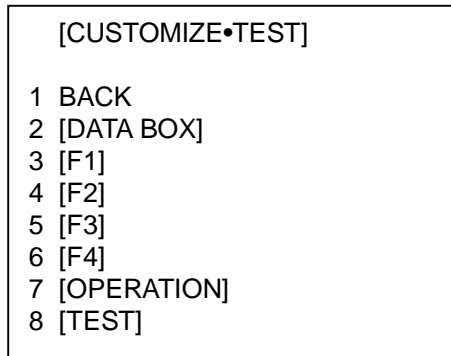 [CUSTOMIZE•TEST]
1 BACK
2 [DATA BOX]
3 [F1]
4 [F2]
5 [F3]
6 [F4]
7 [OPERATION]
8 [TEST]